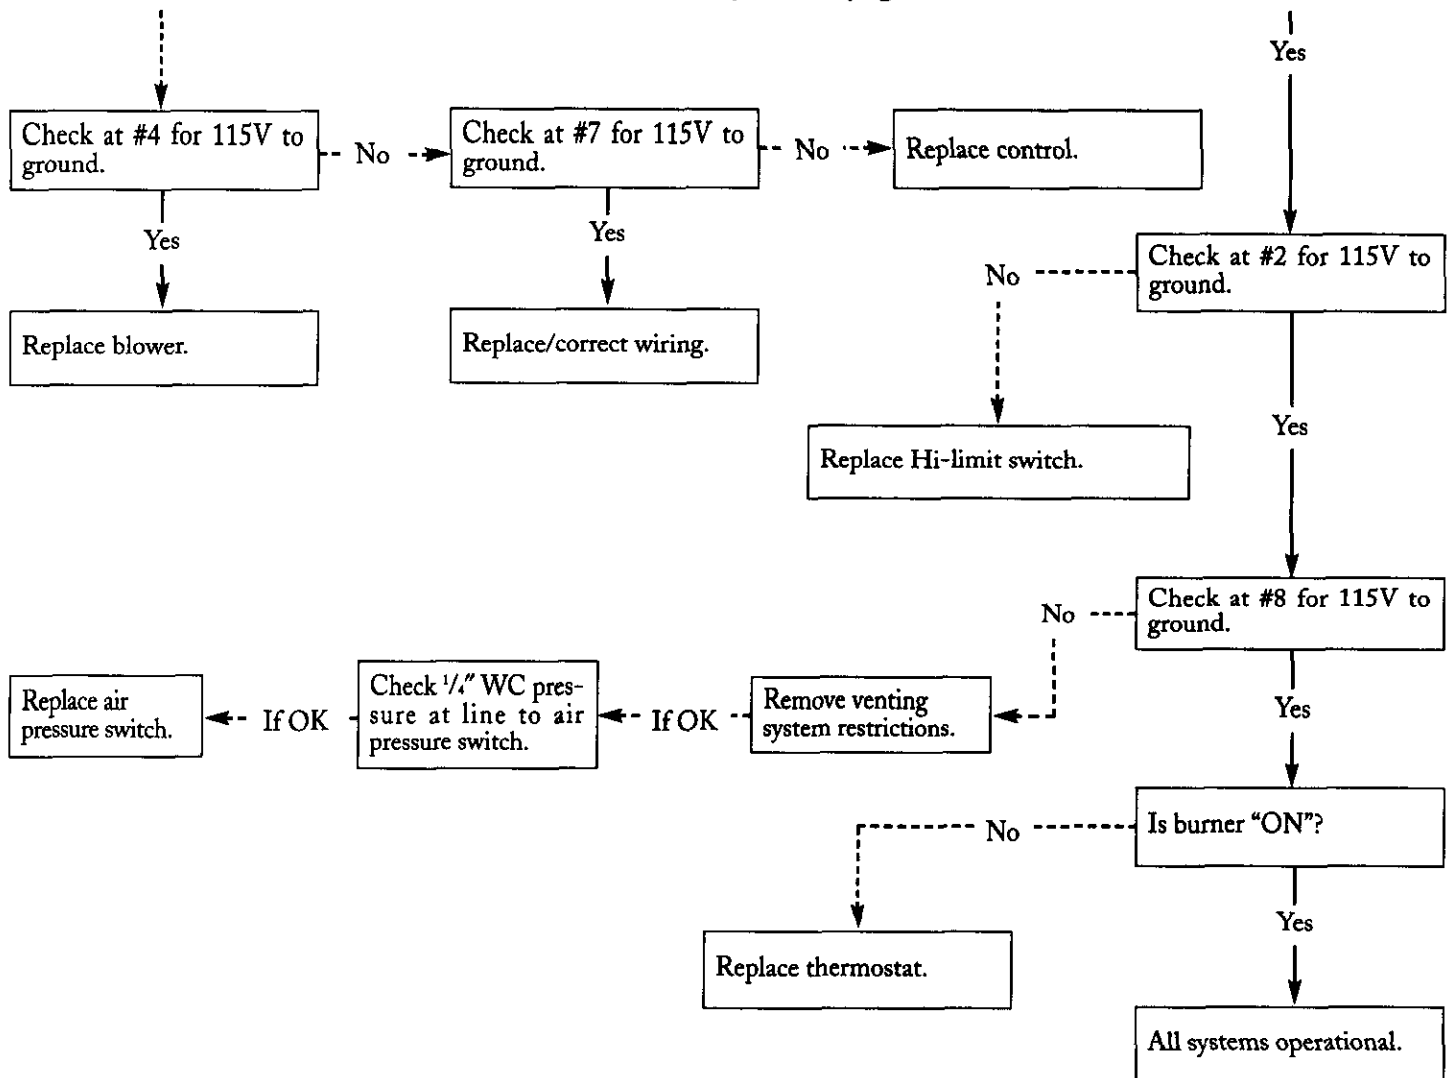 Yes
Check at #4 for 115V to
ground.
No
Check at #7 for 115V to
ground.
No
Replace control.
Yes
Replace blower.
Yes
Replace/correct wiring.
Check at #2 for 115V to
ground.
No
Replace Hi-limit switch.
Yes
Check at #8 for 115V to
ground.
No
Remove venting
system restrictions.
If OK
Check 1/4" WC pres-
sure at line to air
pressure switch.
If OK
Replace air
pressure switch.
Yes
Is burner “ON”?
No
Replace thermostat.
Yes
All systems operational.